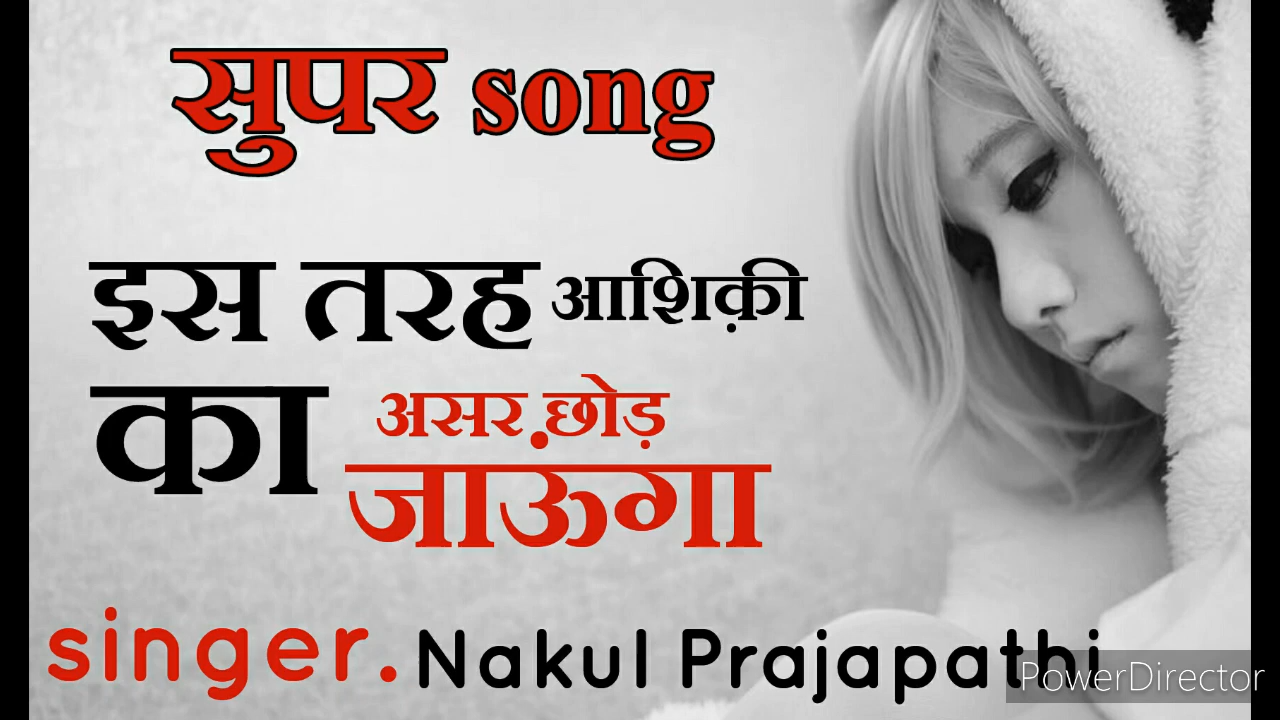 सुपर song
इस तरह आशिक़ी
का असर छोड़
जाऊंगा
singer. Nakul Prajapathi
PowerDirector